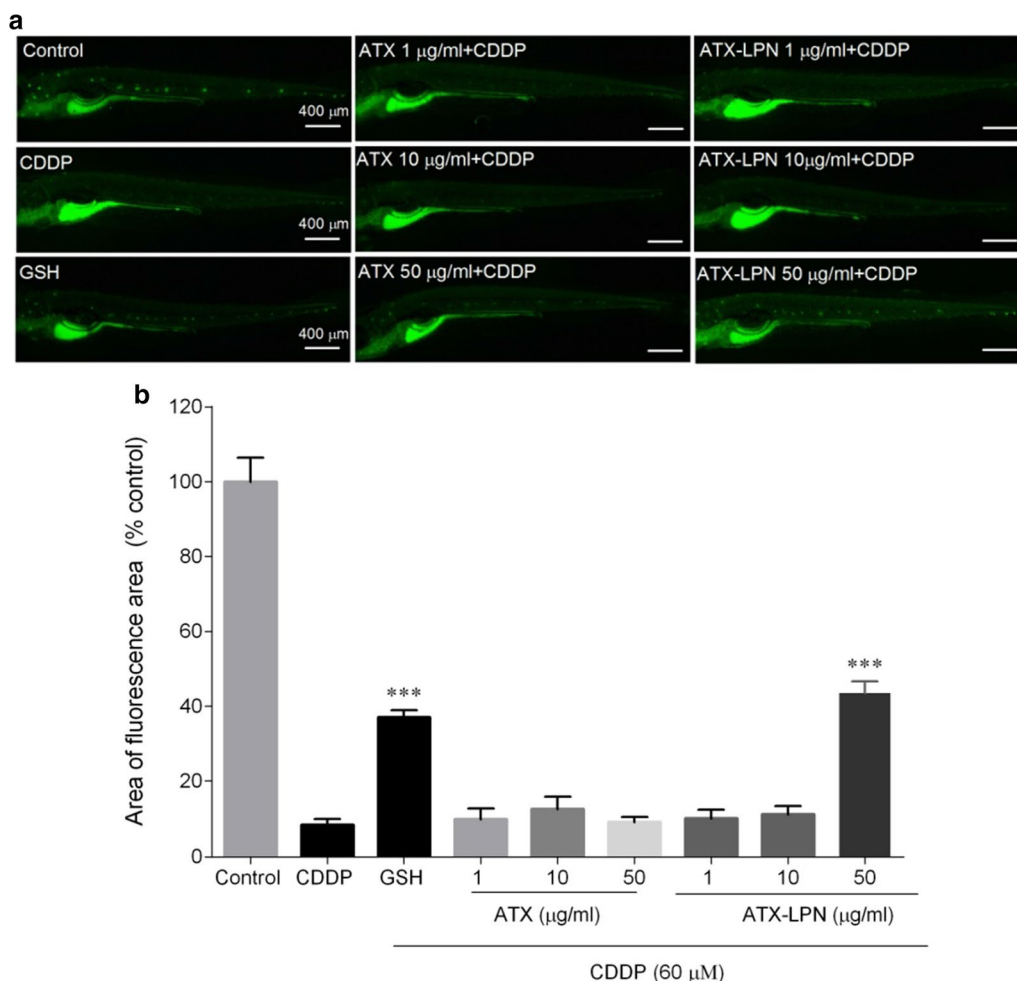 a
Control
400 μm
ATX 1 μg/ml+CDDP
ATX-LPN 1 μg/ml+CDDP
CDDP
400 μm
ATX 10 μg/ml+CDDP
ATX-LPN 10μg/ml+CDDP
GSH
400 μm
ATX 50 μg/ml+CDDP
ATX-LPN 50 μg/ml+CDDP
b
Area of fluorescence area (% control)
120
100
80
60
40
20
0
***
***
Control CDDP GSH 1 10 50 1 10 50
ATX (μg/ml) ATX-LPN (μg/ml)
CDDP (60 μM)